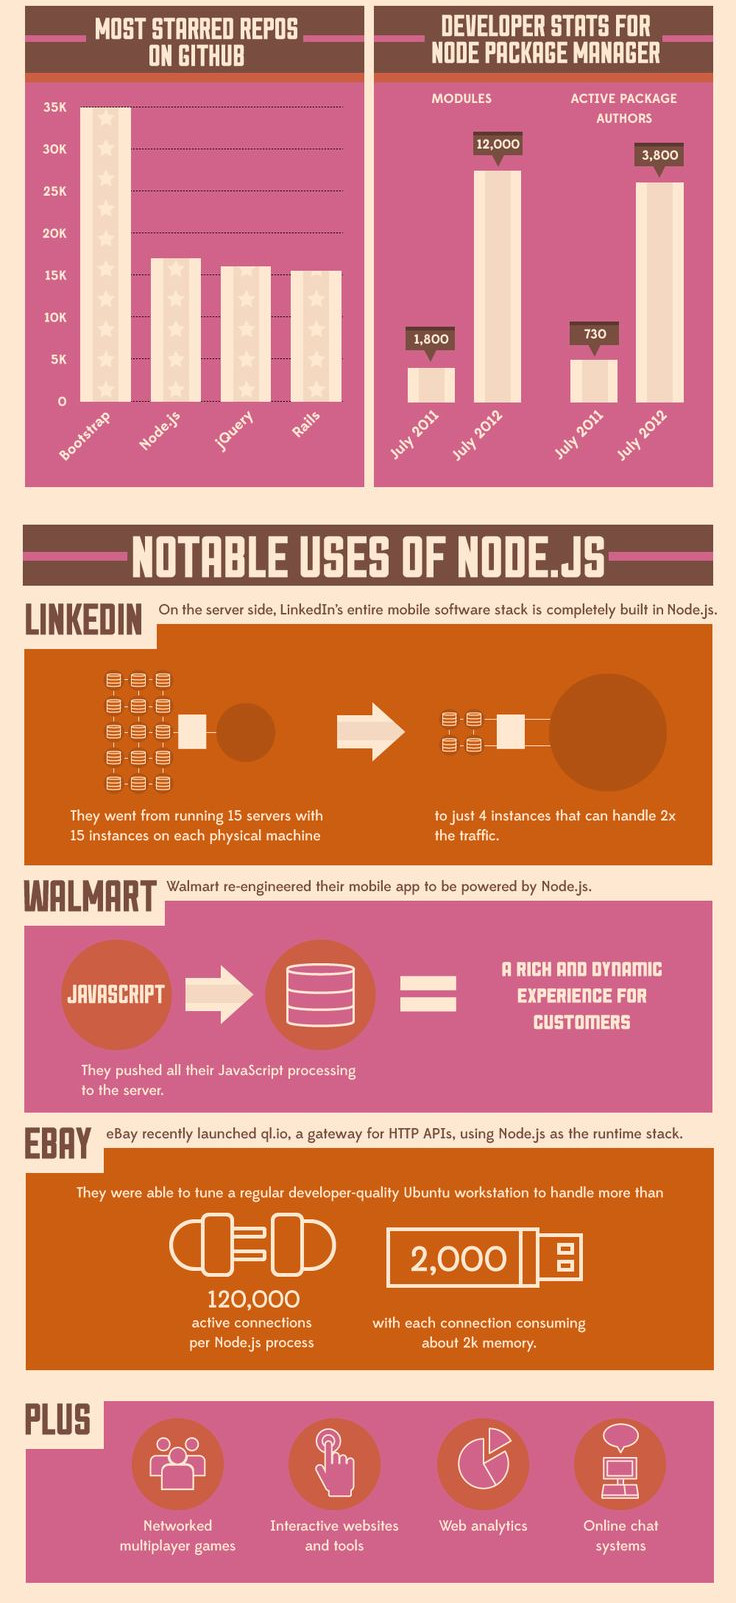 MOST STARRED REPOS
ON GITHUB
35K
30K
25K
20K
15K
10K
5K
0
Bootstrap
Node.js
jQuery
Rails
DEVELOPER STATS FOR
NODE PACKAGE MANAGER
MODULES
ACTIVE PACKAGE
AUTHORS
12,000
3,800
1,800
730
July 2011
July 2012
July 2011
July 2012
NOTABLE USES OF NODE.JS
LINKEDIN
On the server side, LinkedIn's entire mobile software stack is completely built in Node.js.
They went from running 15 servers with
15 instances on each physical machine
to just 4 instances that can handle 2x
the traffic.
WALMART
Walmart re-engineered their mobile app to be powered by Node.js.
JAVASCRIPT
A RICH AND DYNAMIC
EXPERIENCE FOR
CUSTOMERS
They pushed all their JavaScript processing
to the server.
EBAY
eBay recently launched ql.io, a gateway for HTTP APIs, using Node.js as the runtime stack.
They were able to tune a regular developer-quality Ubuntu workstation to handle more than
120,000
active connections
per Node.js process
2,000
with each connection consuming
about 2k memory.
PLUS
Networked
multiplayer games
Interactive websites
and tools
Web analytics
Online chat
systems